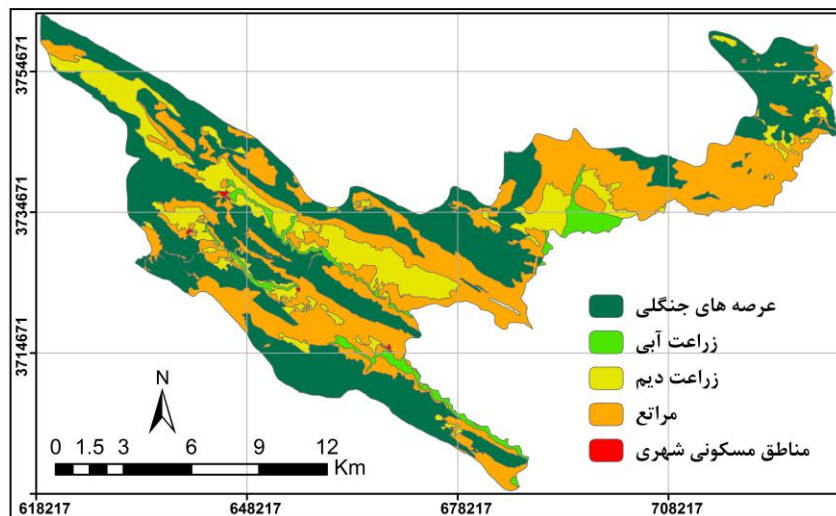 3754671
3734671
3714671
عرصه های جنگلی
زراعت آبی
زراعت دیم
مراتع
مناطق مسکونی شهری
N
0 1.5 3 6 9 12
Km
618217 648217 678217 708217